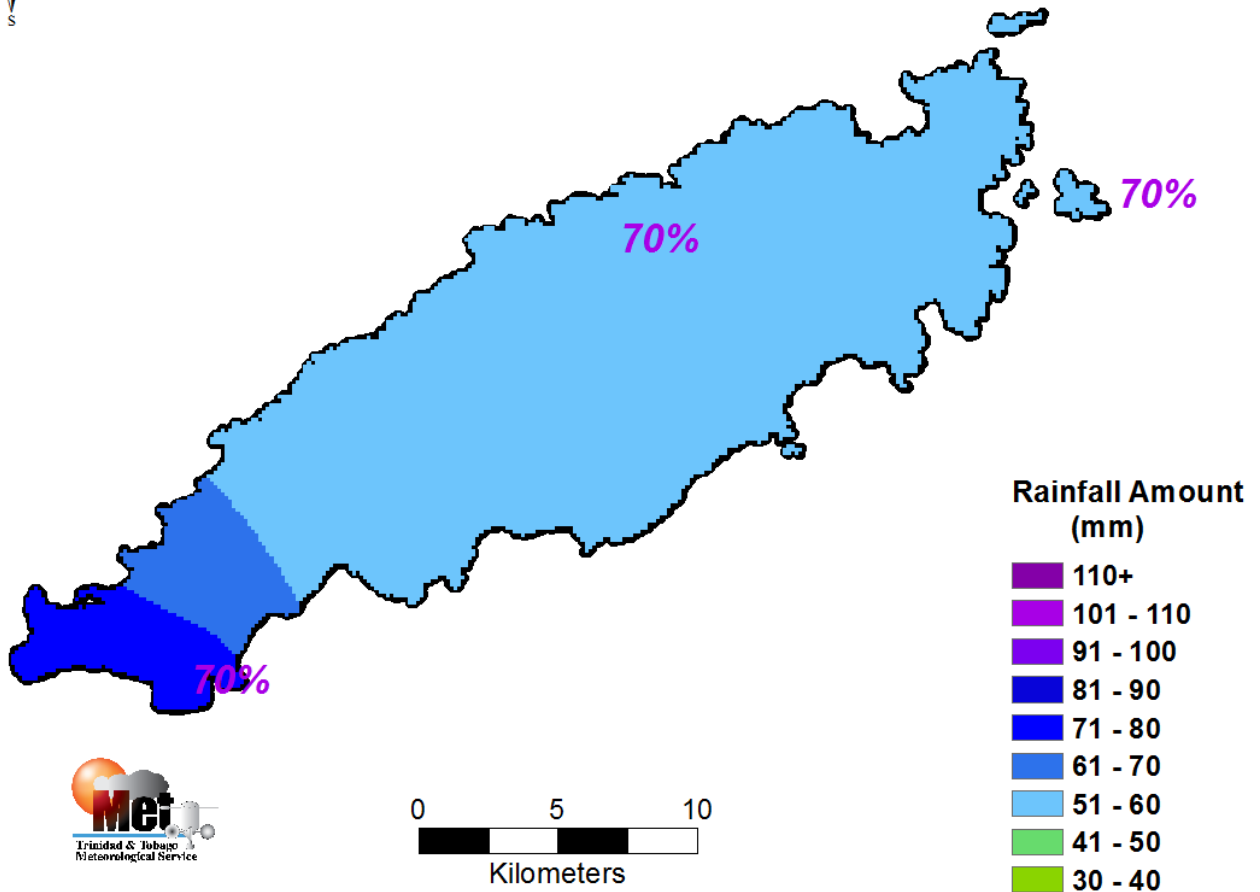 S
70%
70%
70%
Rainfall Amount
(mm)
110+
101 - 110
91 - 100
81 - 90
71 - 80
61 - 70
51 - 60
41 - 50
30 - 40
Met
Trinidad & Tobago
Meteorological Service
0 5 10
Kilometers